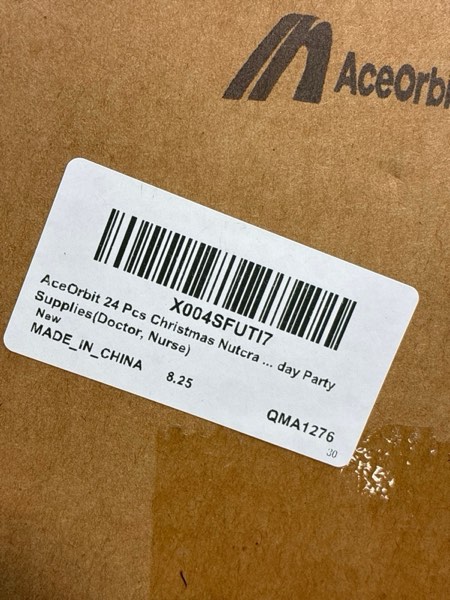 AceOrbi
X004SFUTI7
AceOrbit 24 Pcs Christmas Nutcra ... day Party
Supplies(Doctor, Nurse)
New
MADE_IN_CHINA
8.25
QMA1276
30